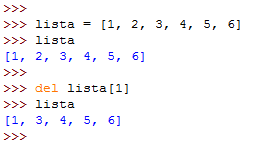 >>>
>>> lista = [1, 2, 3, 4, 5, 6]
>>> lista
[1, 2, 3, 4, 5, 6]
>>>
>>> del lista[1]
>>> lista
[1, 3, 4, 5, 6]
>>>